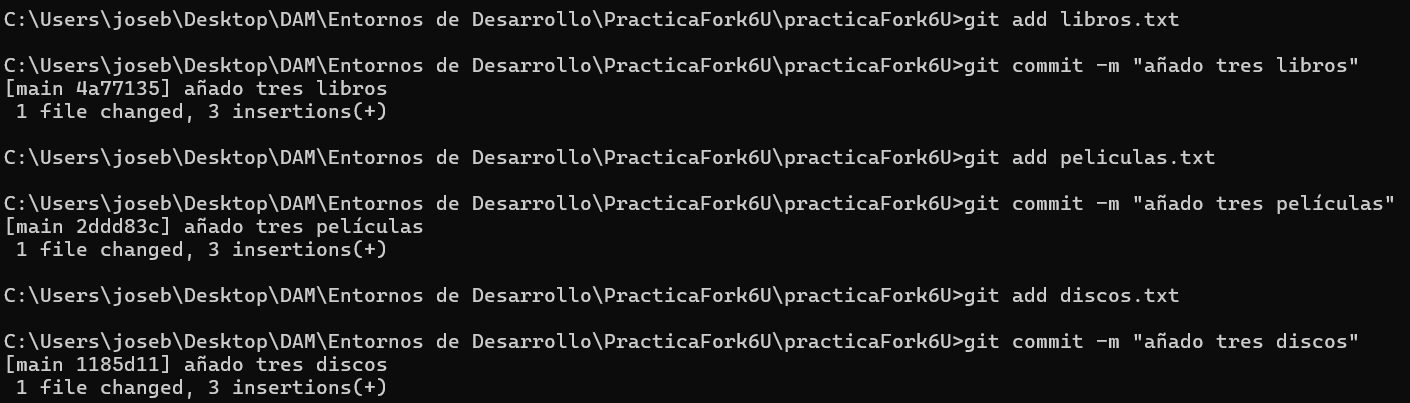 C:\Users\joseb\Desktop\DAM\Entornos de Desarrollo\PracticaFork6U\practicaFork6U>git add libros.txt
C:\Users\joseb\Desktop\DAM\Entornos de Desarrollo\PracticaFork6U\practicaFork6U>git commit -m "añado tres libros"
[main 4a77135] añado tres libros
 1 file changed, 3 insertions(+)
C:\Users\joseb\Desktop\DAM\Entornos de Desarrollo\PracticaFork6U\practicaFork6U>git add peliculas.txt
C:\Users\joseb\Desktop\DAM\Entornos de Desarrollo\PracticaFork6U\practicaFork6U>git commit -m "añado tres películas"
[main 2ddd83c] añado tres películas
 1 file changed, 3 insertions(+)
C:\Users\joseb\Desktop\DAM\Entornos de Desarrollo\PracticaFork6U\practicaFork6U>git add discos.txt
C:\Users\joseb\Desktop\DAM\Entornos de Desarrollo\PracticaFork6U\practicaFork6U>git commit -m "añado tres discos"
[main 1185d11] añado tres discos
 1 file changed, 3 insertions(+)